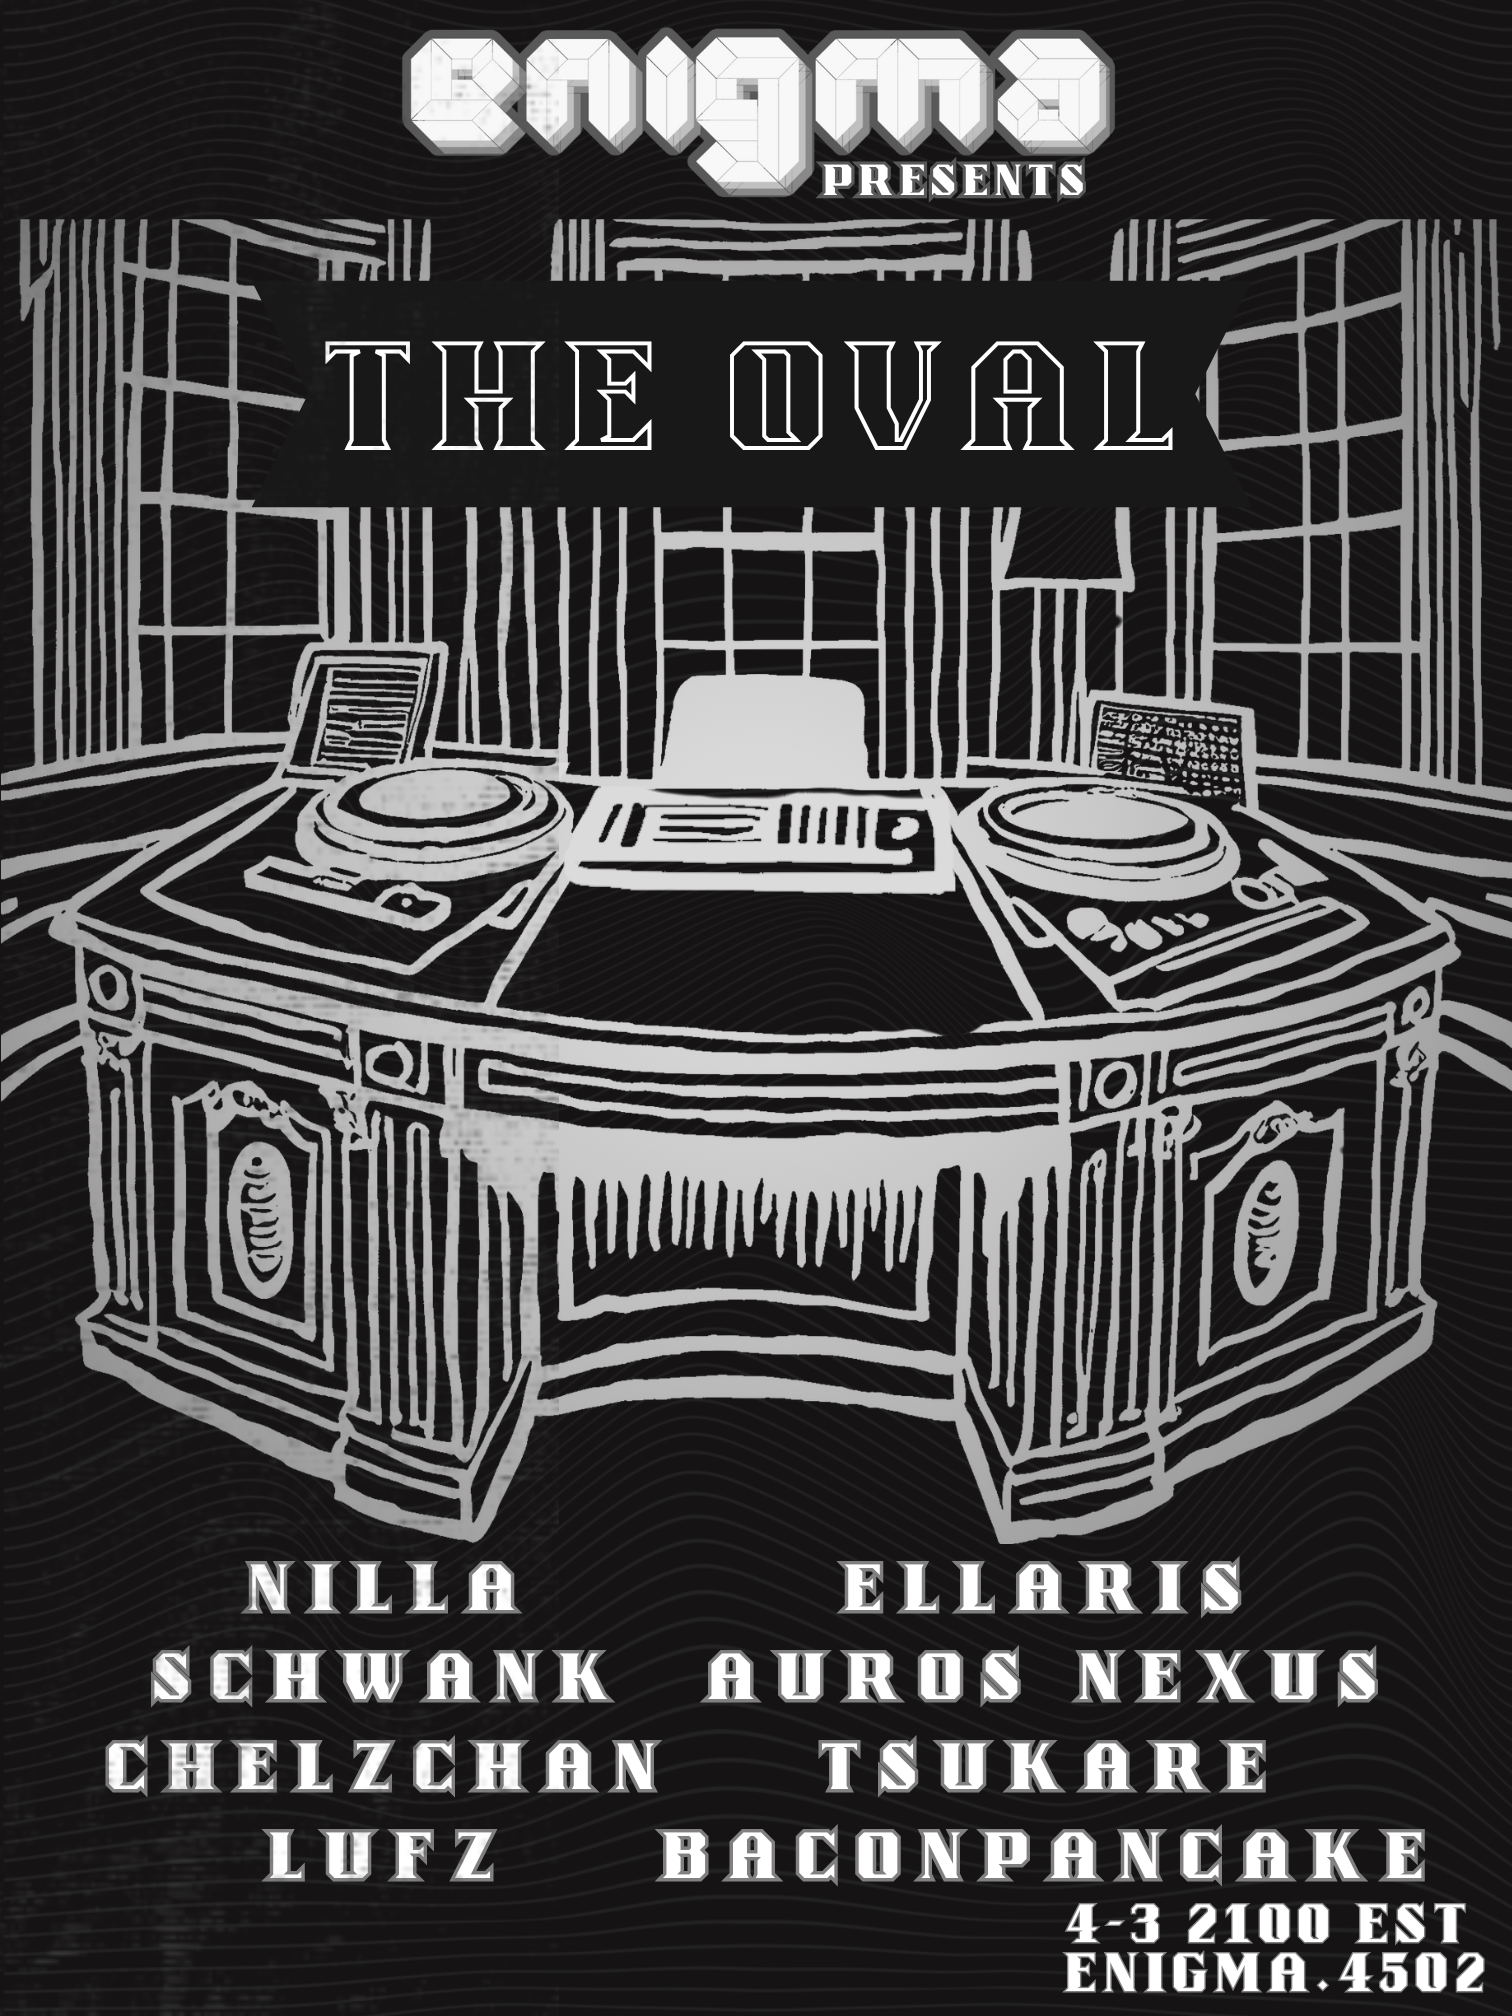 enigma
PRESENTS
THE OVAL
NILLA
SCHWANK
CHELZCHAN
LUFZ
ELLARIS
AUROS NEXUS
TSUKARE
BACONPANCAKE
4-3 2100 EST
ENIGMA.4502